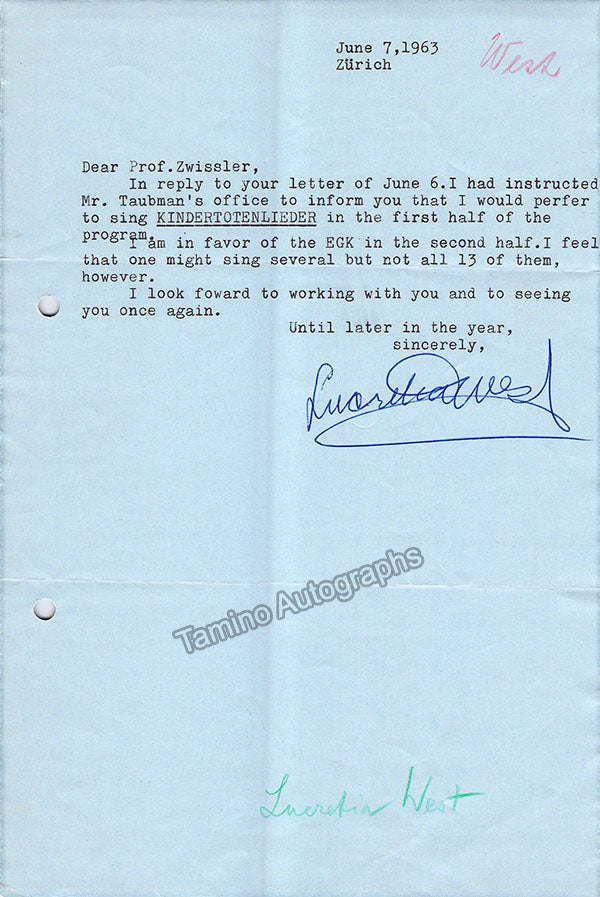 June 7,1963
West
Zürich
Dear Prof.Zwissler,
In reply to your letter of June 6.I had instructed
Mr. Taubman's office to inform you that I would perfer
to sing KINDERTOTENLIEDER in the first half of the
program.
I am in favor of the EGK in the second half.I feel
that one might sing several but not all 13 of them,
however.
I look foward to working with you and to seeing
you once again.
Until later in the year,
sincerely,
Lucretia West
Tamino Autographs
Lucretia West